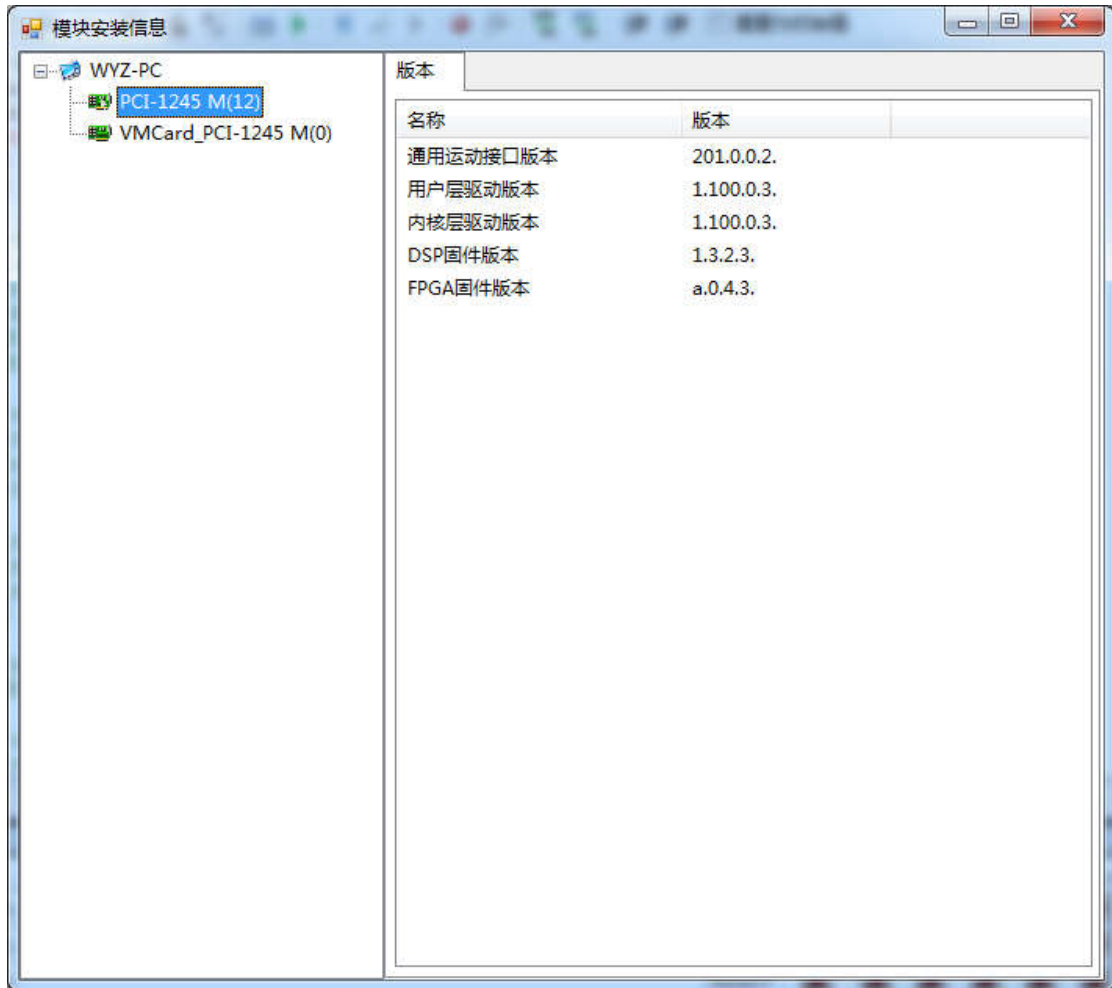 模块安装信息
WYZ-PC
PCI-1245 M(12)
VMCard_PCI-1245 M(0)
版本
名称 版本
通用运动接口版本 201.0.0.2.
用户层驱动版本 1.100.0.3.
内核层驱动版本 1.100.0.3.
DSP固件版本 1.3.2.3.
FPGA固件版本 a.0.4.3.